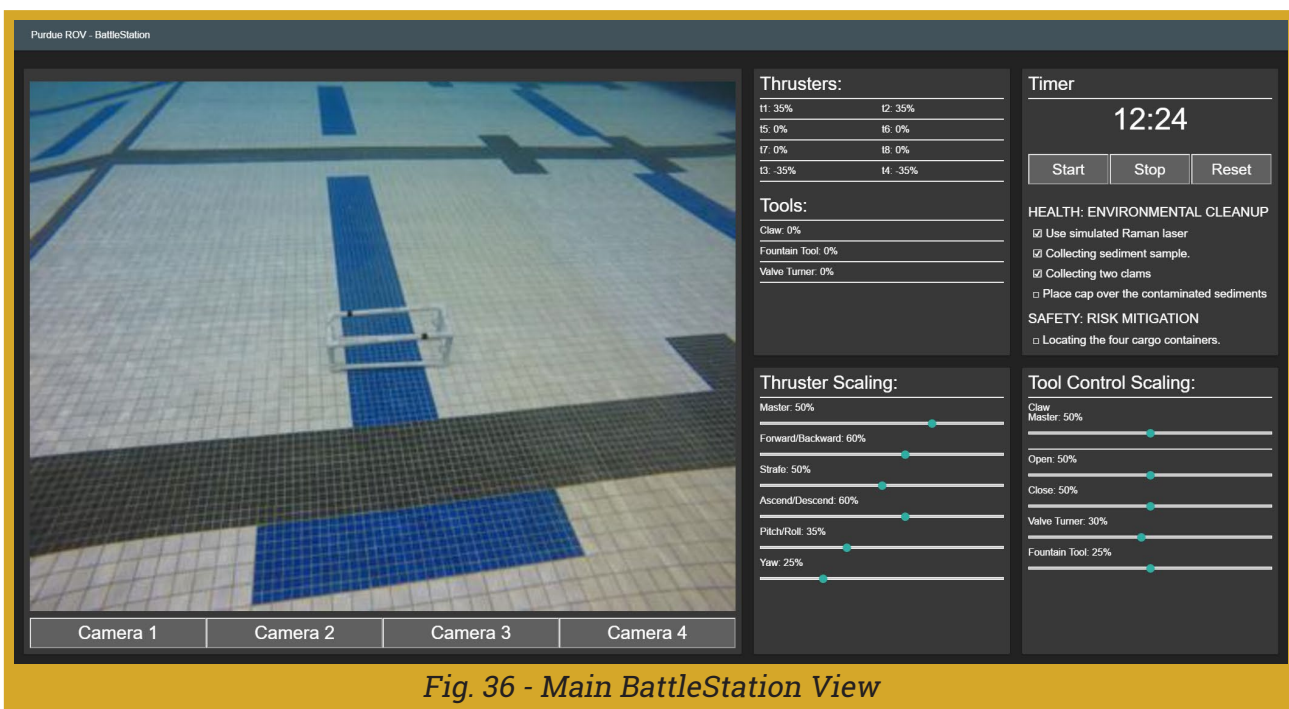 Purdue ROV - BattleStation
Camera 1 Camera 2 Camera 3 Camera 4
Thrusters:
t1: 35% t2: 35%
t5: 0% t6: 0%
t7: 0% t8: 0%
t3: -35% t4: -35%
Tools:
Claw: 0%
Fountain Tool: 0%
Valve Turner: 0%
Timer
12:24
Start Stop Reset
HEALTH: ENVIRONMENTAL CLEANUP
☑ Use simulated Raman laser
☑ Collecting sediment sample.
☑ Collecting two clams
□ Place cap over the contaminated sediments
SAFETY: RISK MITIGATION
□ Locating the four cargo containers.
Thruster Scaling:
Master: 50%
Forward/Backward: 60%
Strafe: 50%
Ascend/Descend: 60%
Pitch/Roll: 35%
Yaw: 25%
Tool Control Scaling:
Claw
Master: 50%
Open: 50%
Close: 50%
Valve Turner: 30%
Fountain Tool: 25%
Fig. 36 - Main BattleStation View